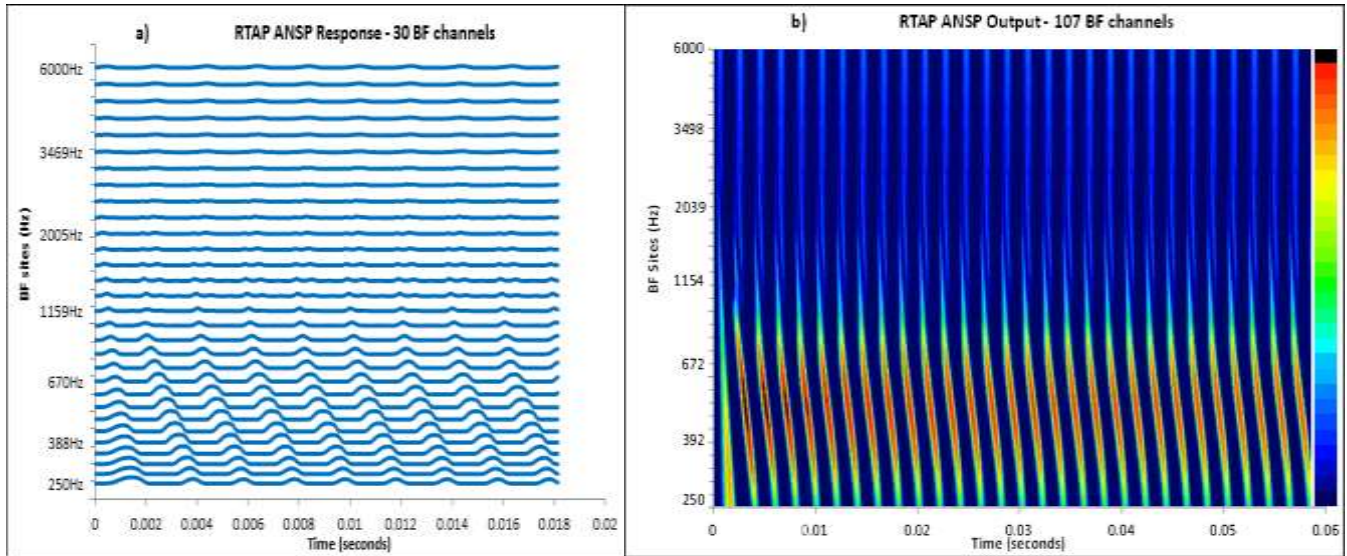 a) RTAP ANSP Response - 30 BF channels
6000Hz
3469Hz
2005Hz
1159Hz
670Hz
388Hz
250Hz
BF sites (Hz)
0 0.002 0.004 0.006 0.008 0.01 0.012 0.014 0.016 0.018 0.02
Time (seconds)
b) RTAP ANSP Output - 107 BF channels
6000
3498
2039
1154
672
392
250
BF Sites (Hz)
0 0.01 0.02 0.03 0.04 0.05 0.06
Time (seconds)